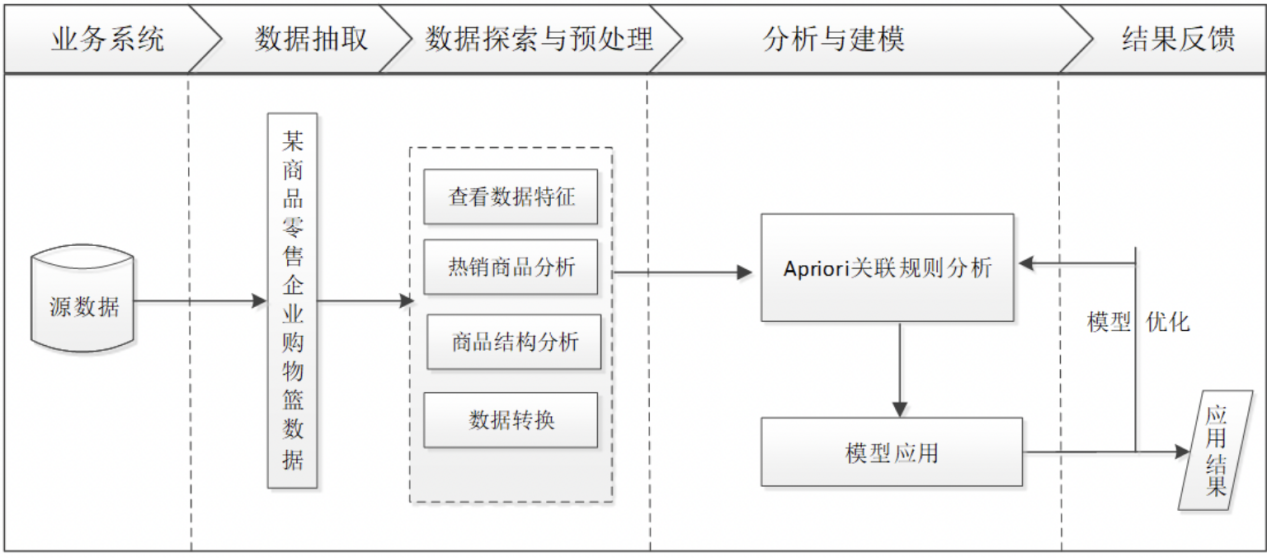 业务系统
数据抽取
数据探索与预处理
分析与建模
结果反馈
源数据
某商品零售企业购物篮数据
查看数据特征
热销商品分析
商品结构分析
数据转换
Apriori关联规则分析
模型应用
模型 优化
应用结果